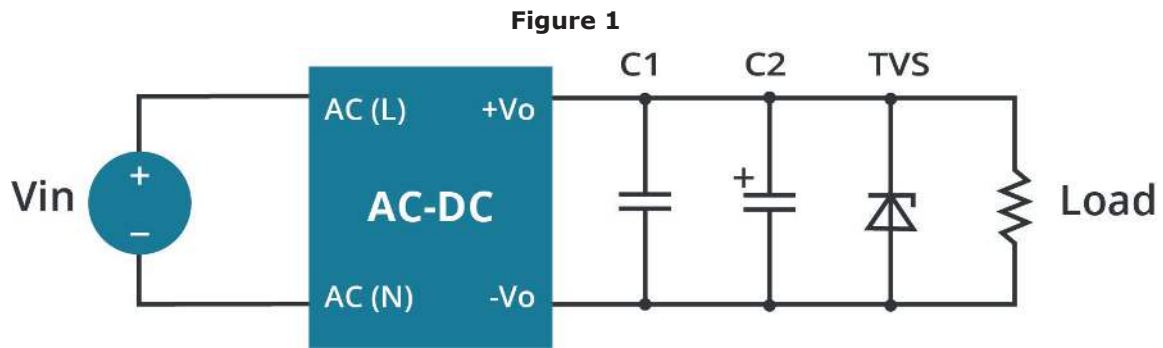 Figure 1
C1 C2 TVS
AC (L) +Vo
Vin + AC-DC + Load
−
AC (N) -Vo